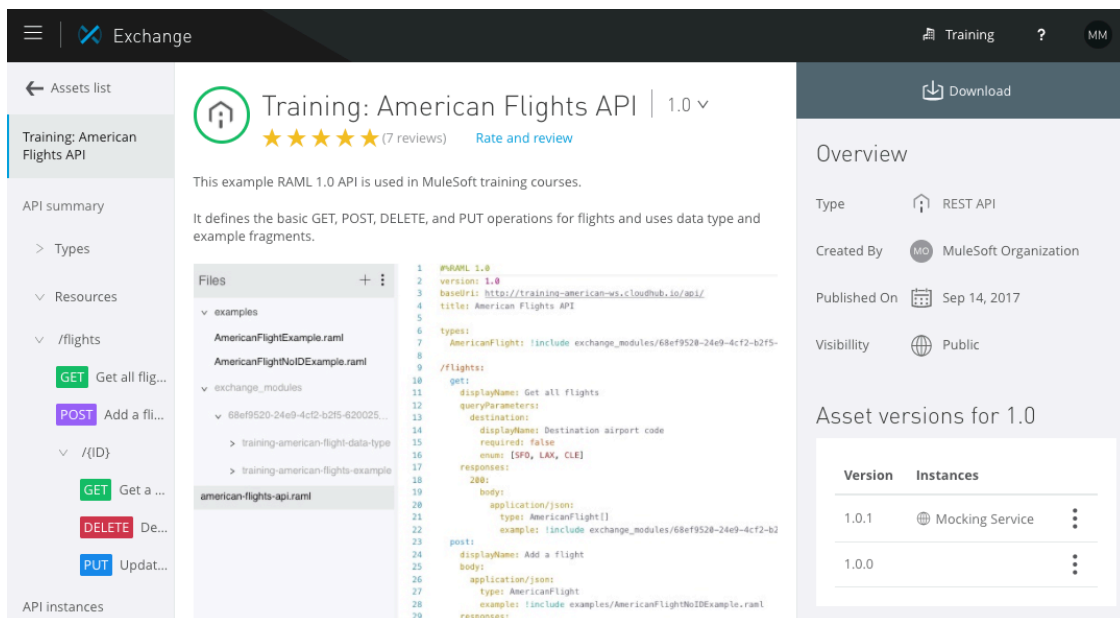 Exchange
Training
?
MM
Assets list
Training: American
Flights API
API summary
> Types
Resources
/flights
GET Get all flig...
POST Add a fli...
/{ID}
GET Get a ...
DELETE De...
PUT Updat...
API instances
Training: American Flights API
1.0
(7 reviews)
Rate and review
This example RAML 1.0 API is used in MuleSoft training courses.
It defines the basic GET, POST, DELETE, and PUT operations for flights and uses data type and
example fragments.
Files
examples
AmericanFlightExample.raml
AmericanFlightNoIDExample.raml
exchange_modules
68ef9520-24e9-4cf2-b2f5-620025...
> training-american-flight-data-type
> training-american-flights-example
american-flights-api.raml
1 #%RAML 1.0
2 version: 1.0
3 baseUri: http://training-american-ws.cloudhub.io/api/
4 title: American Flights API
5
6 types:
7 AmericanFlight: !include exchange_modules/68ef9520-24e9-4cf2-b2f5-
8
9 /flights:
10 get:
11 displayName: Get all flights
12 queryParameters:
13 destination:
14 displayName: Destination airport code
15 required: false
16 enum: [SFO, LAX, CLE]
17 responses:
18 200:
19 body:
20 application/json:
21 type: AmericanFlight[]
22 example: !include exchange_modules/68ef9520-24e9-4cf2-b2
23 post:
24 displayName: Add a flight
25 body:
26 application/json:
27 type: AmericanFlight
28 example: !include examples/AmericanFlightNoIDExample.raml
29 responses:
Download
Overview
Type REST API
Created By MO MuleSoft Organization
Published On Sep 14, 2017
Visibillity Public
Asset versions for 1.0
Version Instances
1.0.1 Mocking Service
1.0.0